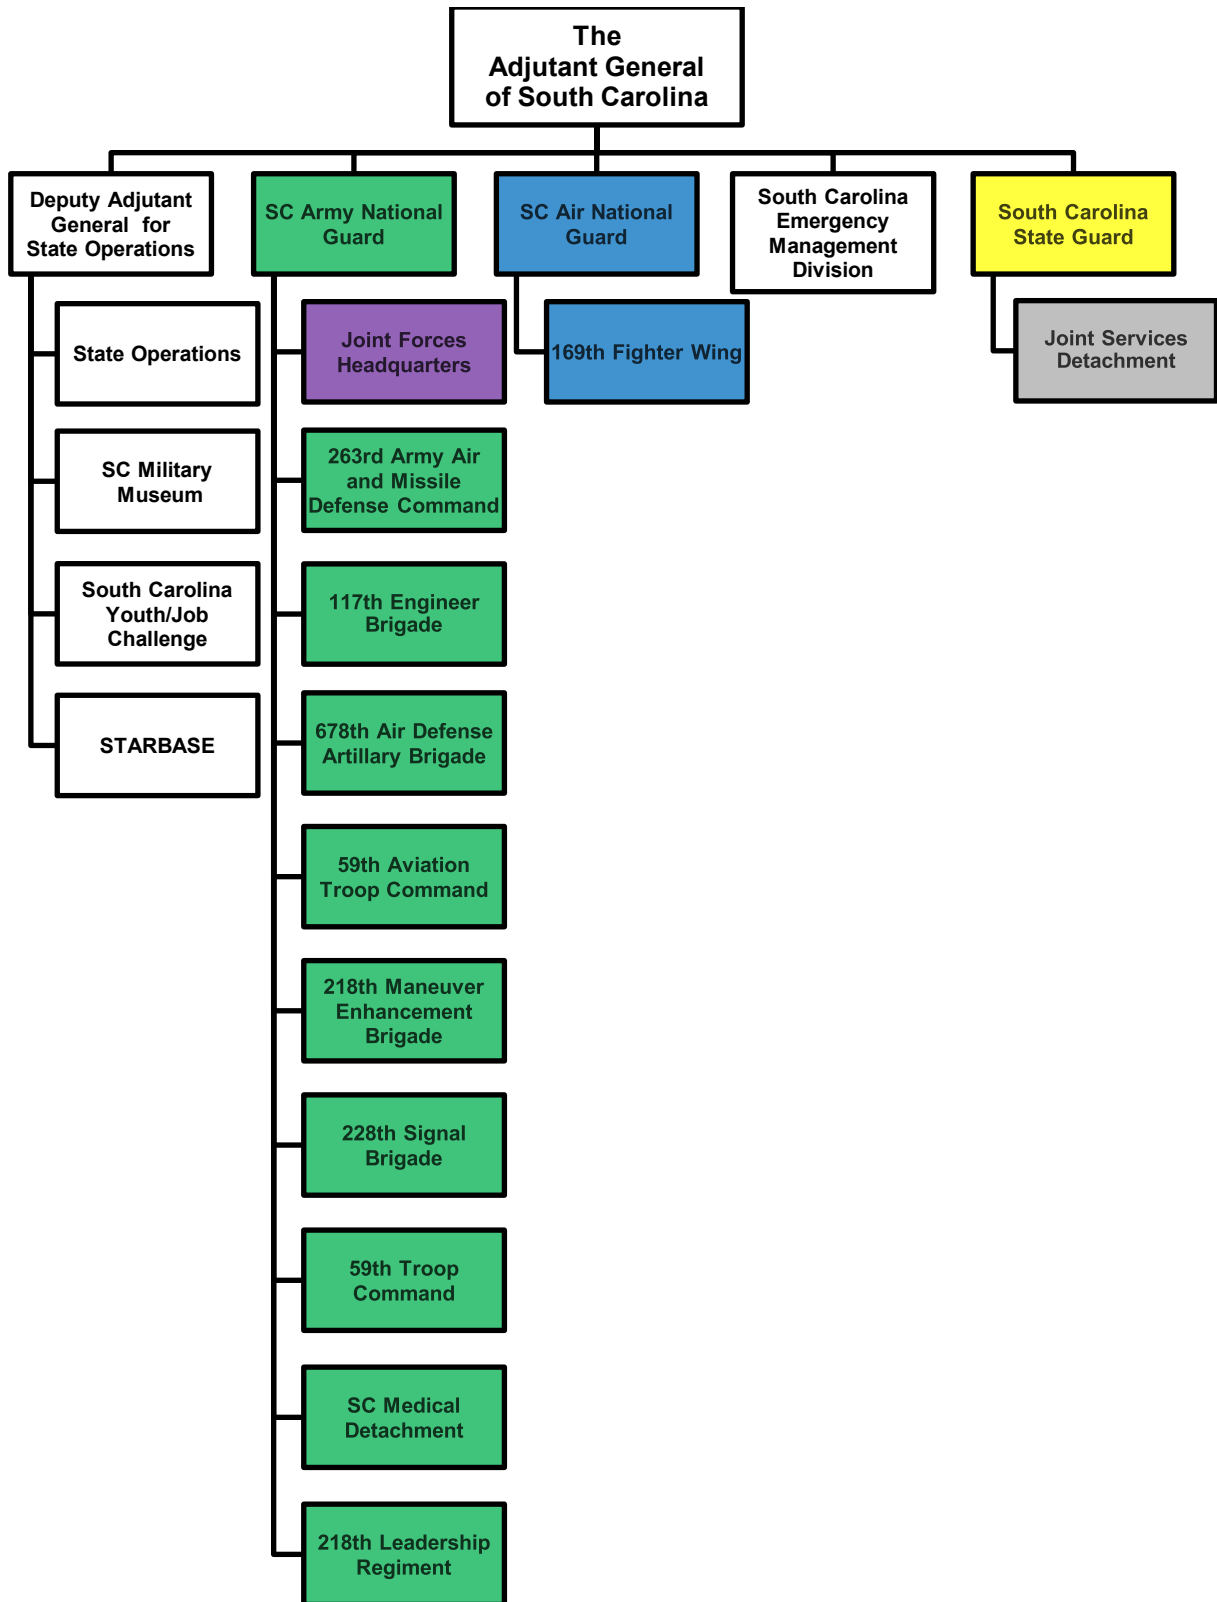 The
Adjutant General
of South Carolina
Deputy Adjutant
General for
State Operations
SC Army National
Guard
SC Air National
Guard
South Carolina
Emergency
Management
Division
South Carolina
State Guard
State Operations
SC Military
Museum
South Carolina
Youth/Job
Challenge
STARBASE
Joint Forces
Headquarters
263rd Army Air
and Missile
Defense Command
117th Engineer
Brigade
678th Air Defense
Artillary Brigade
59th Aviation
Troop Command
218th Maneuver
Enhancement
Brigade
228th Signal
Brigade
59th Troop
Command
SC Medical
Detachment
218th Leadership
Regiment
169th Fighter Wing
Joint Services
Detachment